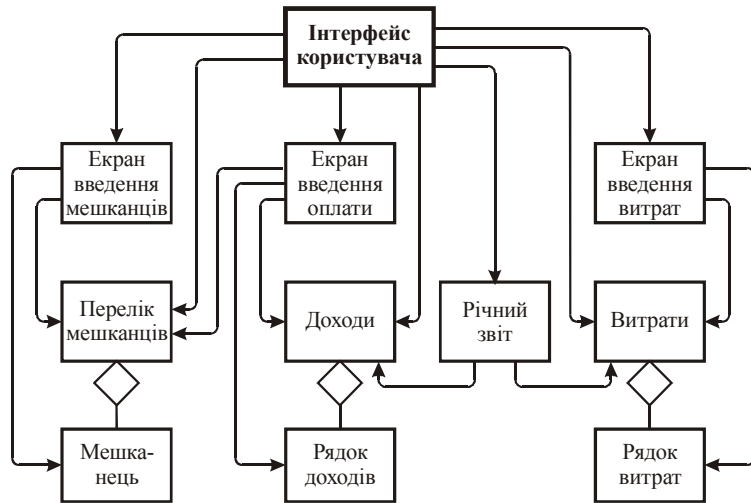 Інтерфейс
користувача
Екран
введення
мешканців
Екран
введення
оплати
Екран
введення
витрат
Перелік
мешканців
Доходи
Річний
звіт
Витрати
Мешка-
нець
Рядок
доходів
Рядок
витрат